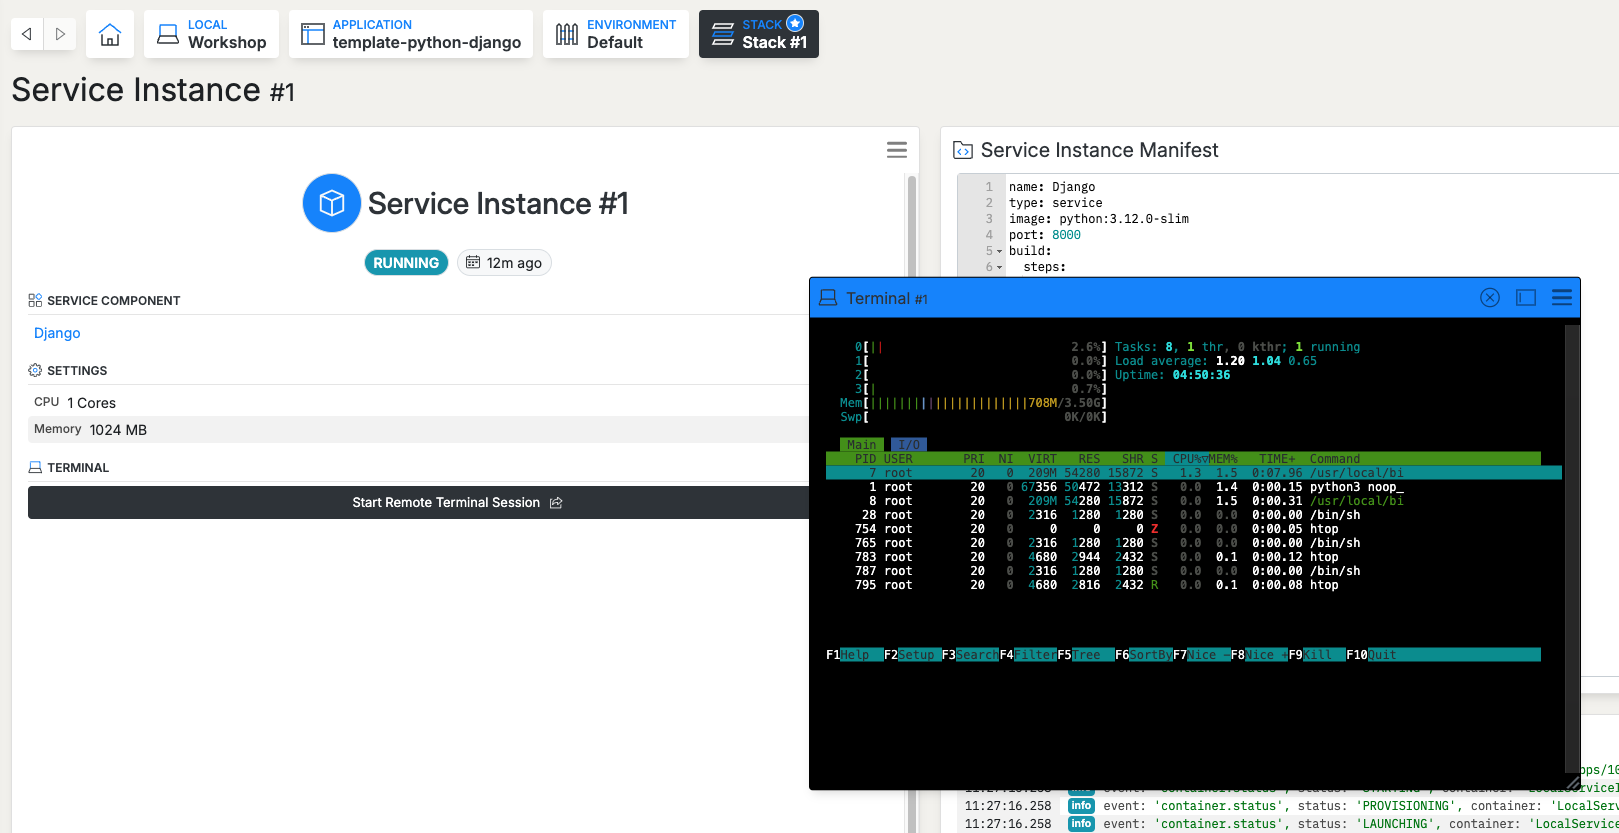 LOCAL
Workshop
APPLICATION
template-python-django
ENVIRONMENT
Default
STACK
Stack #1
Service Instance #1
Service Instance #1
RUNNING
12m ago
SERVICE COMPONENT
Django
SETTINGS
CPU 1 Cores
Memory 1024 MB
TERMINAL
Start Remote Terminal Session
Service Instance Manifest
1 name: Django
2 type: service
3 image: python:3.12.0-slim
4 port: 8000
5 build:
6 steps:
Terminal #1
0[|| 2.6%] Tasks: 8, 1 thr, 0 kthr; 1 running
1[ 0.0%] Load average: 1.20 1.04 0.65
2[ 0.0%] Uptime: 04:50:36
3[| 0.7%]
Mem[||||||||||||||||||||||708M/3.50G]
Swp[ 0K/0K]
Main I/O
PID USER PRI NI VIRT RES SHR S CPU%▽MEM% TIME+ Command
7 root 20 0 209M 54280 15872 S 1.3 1.5 0:07.96 /usr/local/bi
1 root 20 0 67356 50472 13312 S 0.0 1.4 0:00.15 python3 noop_
8 root 20 0 209M 54280 15872 S 0.0 1.5 0:00.31 /usr/local/bi
28 root 20 0 2316 1280 1280 S 0.0 0.0 0:00.00 /bin/sh
754 root 20 0 0 0 0 Z 0.0 0.0 0:00.05 htop
765 root 20 0 2316 1280 1280 S 0.0 0.0 0:00.00 /bin/sh
783 root 20 0 4680 2944 2432 S 0.0 0.1 0:00.12 htop
787 root 20 0 2316 1280 1280 S 0.0 0.0 0:00.00 /bin/sh
795 root 20 0 4680 2816 2432 R 0.0 0.1 0:00.08 htop
F1Help F2Setup F3SearchF4FilterF5Tree F6SortByF7Nice -F8Nice +F9Kill F10Quit
11:27:16.258 info event: 'container.status', status: 'STARTING', container: 'LocalServiceI
11:27:16.258 info event: 'container.status', status: 'PROVISIONING', container: 'LocalServ
11:27:16.258 info event: 'container.status', status: 'LAUNCHING', container: 'LocalService